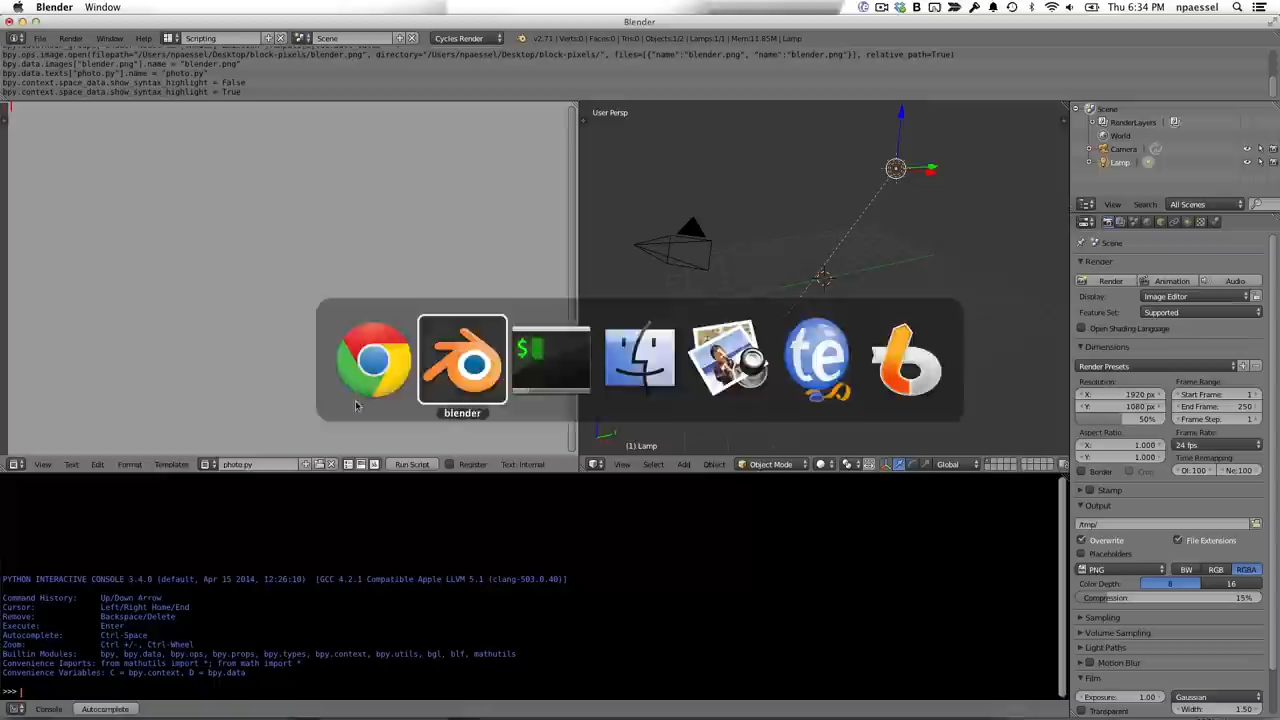 Blender Window Thu 6:34 PM npaessel
Blender
File Render Window Help Scripting Scene Cycles Render v2.71 | Verts:0 | Faces:0 | Tris:0 | Objects:1/2 | Lamps:1/1 | Mem:11.85M | Lamp
bpy.ops.image.open(filepath="/Users/npaessel/Desktop/block-pixels/blender.png", directory="/Users/npaessel/Desktop/block-pixels/", files=[{"name":"blender.png", "name":"blender.png"}], relative_path=True)
bpy.data.images["blender.png"].name = "blender.png"
bpy.data.texts["photo.py"].name = "photo.py"
bpy.context.space_data.show_syntax_highlight = False
bpy.context.space_data.show_syntax_highlight = True
User Persp
Scene
RenderLayers
World
Camera
Lamp
View Search All Scenes
Scene
Render
Render Animation Audio
Display: Image Editor
Feature Set: Supported
Open Shading Language
Dimensions
Render Presets
Resolution: Frame Range:
X: 1920 px Start Frame: 1
Y: 1080 px End Frame: 250
50% Frame Step: 1
Aspect Ratio: Frame Rate:
X: 1.000 24 fps
Y: 1.000 Time Remapping:
Border Crop Ol:100 Ne:100
Stamp
Output
/tmp/
Overwrite File Extensions
Placeholders
PNG BW RGB RGBA
Color Depth: 8 16
Compression: 15%
Sampling
Volume Sampling
Light Paths
Motion Blur
Film
Exposure: 1.00 Gaussian
Transparent Width: 1.50
$
te
blender
(1) Lamp
View Text Edit Format Templates photo.py Run Script Register Text: Internal
View Select Add Object Object Mode Global
PYTHON INTERACTIVE CONSOLE 3.4.0 (default, Apr 15 2014, 12:26:10) [GCC 4.2.1 Compatible Apple LLVM 5.1 (clang-503.0.40)]
Command History: Up/Down Arrow
Cursor: Left/Right Home/End
Remove: Backspace/Delete
Execute: Enter
Autocomplete: Ctrl-Space
Zoom: Ctrl +/-, Ctrl-Wheel
Builtin Modules: bpy, bpy.data, bpy.ops, bpy.props, bpy.types, bpy.context, bpy.utils, bgl, blf, mathutils
Convenience Imports: from mathutils import *; from math import *
Convenience Variables: C = bpy.context, D = bpy.data
>>>
Console Autocomplete